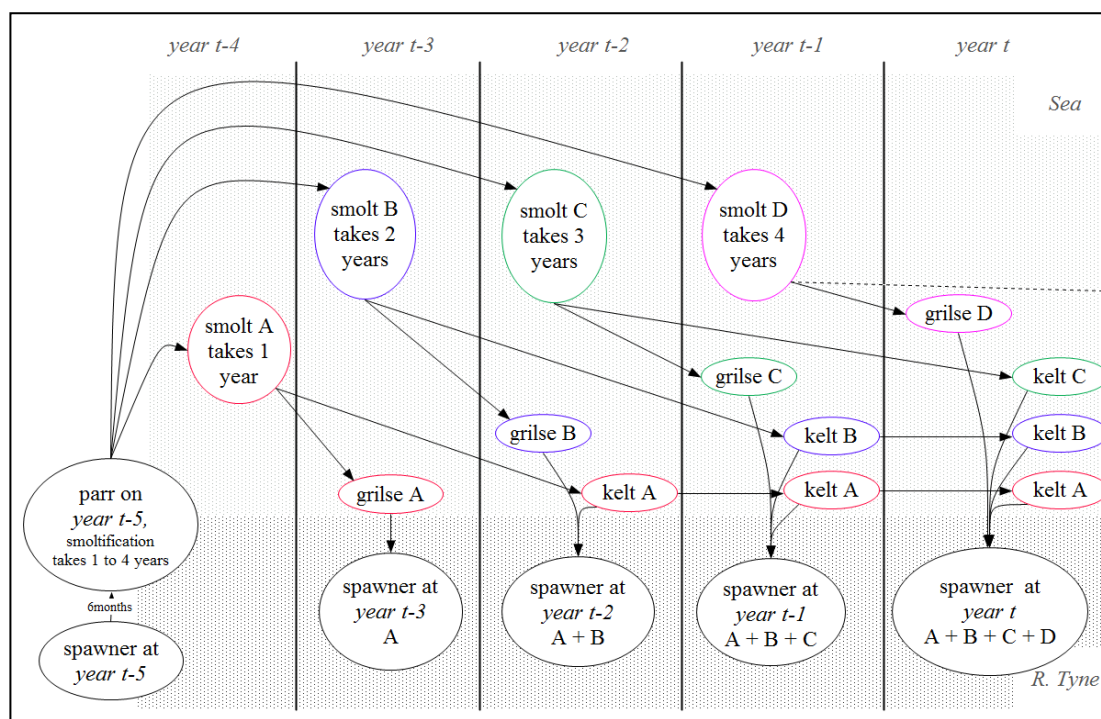 year t-4
year t-3
year t-2
year t-1
year t
Sea
smolt B
takes 2
years
smolt C
takes 3
years
smolt D
takes 4
years
smolt A
takes 1
year
grilse D
grilse C
kelt C
grilse B
kelt B
kelt B
parr on
year t-5,
smoltification
takes 1 to 4 years
grilse A
kelt A
kelt A
kelt A
6months
spawner at
year t-5
spawner at
year t-3
A
spawner at
year t-2
A + B
spawner at
year t-1
A + B + C
spawner at
year t
A + B + C + D
R. Tyne